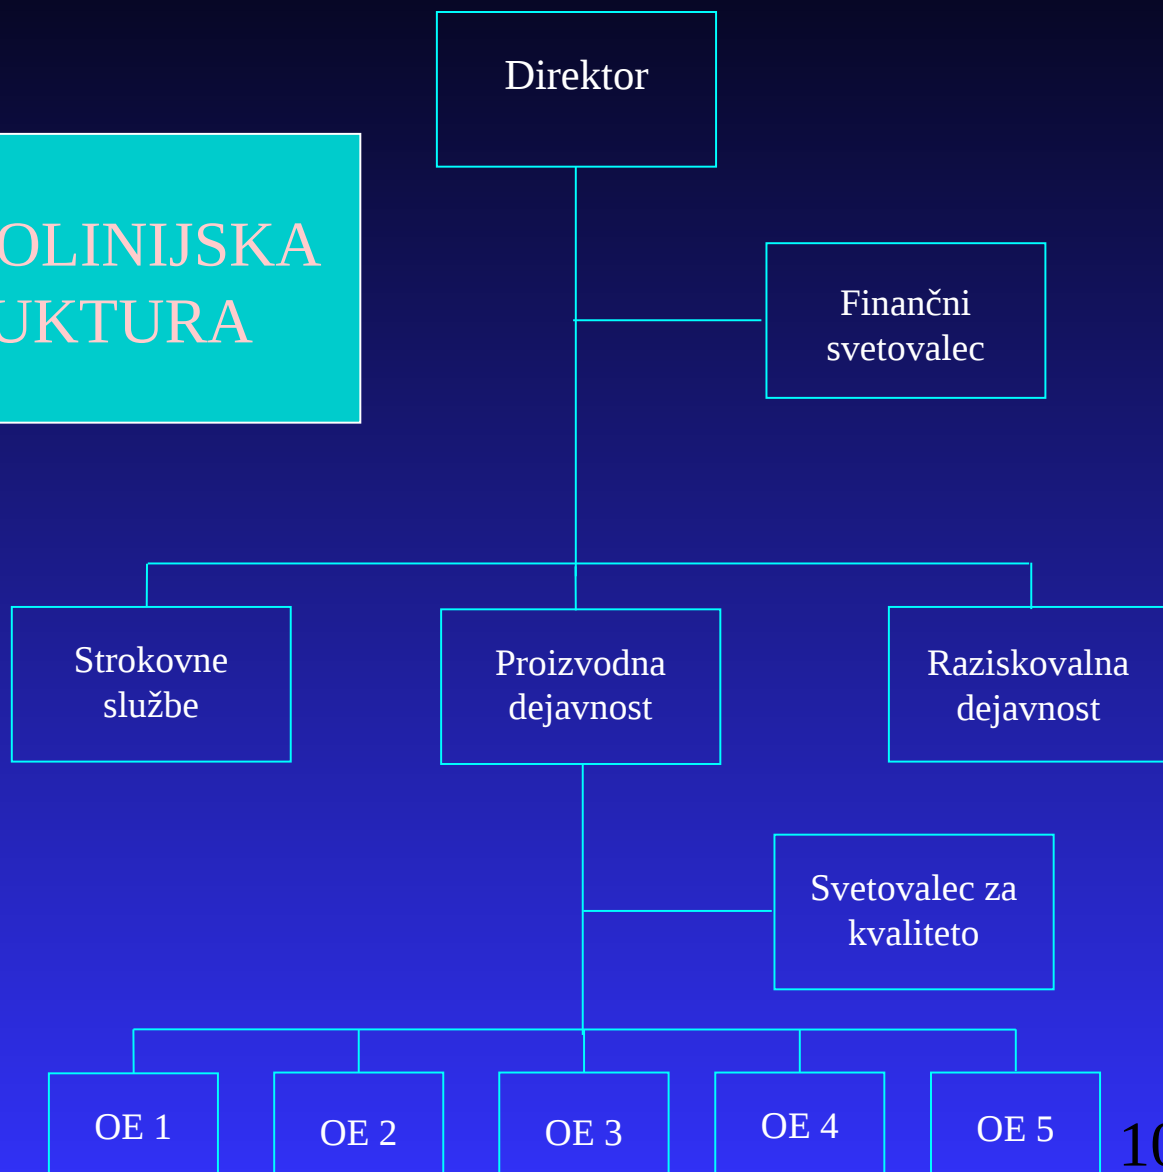 Direktor
OLINIJSKA
UKTURA
Finančni
svetovalec
Strokovne
službe
Proizvodna
dejavnost
Raziskovalna
dejavnost
Svetovalec za
kvaliteto
OE 1
OE 2
OE 3
OE 4
OE 5
10